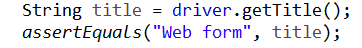 String title = driver.getTitle();
assertEquals("Web form", title);